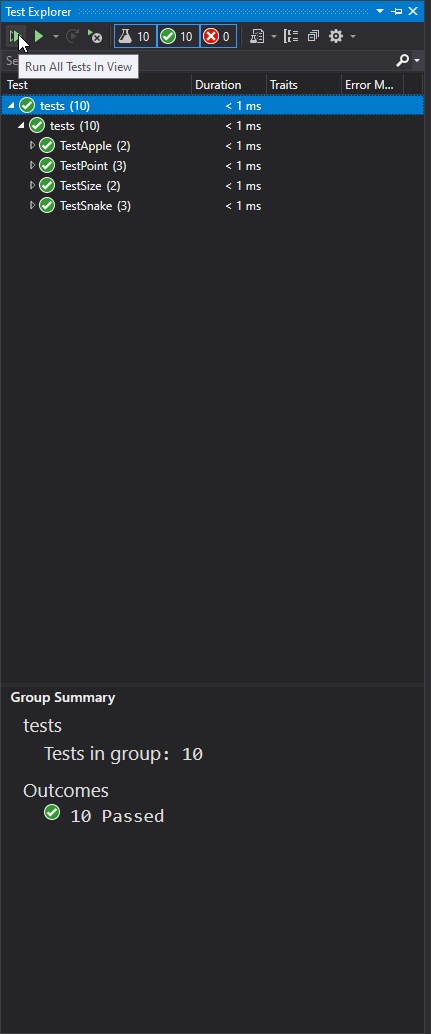 Test Explorer
10 10 0
Se
Run All Tests In View
Test Duration Traits Error M...
tests (10) < 1 ms
tests (10) < 1 ms
TestApple (2) < 1 ms
TestPoint (3) < 1 ms
TestSize (2) < 1 ms
TestSnake (3) < 1 ms
Group Summary
tests
Tests in group: 10
Outcomes
10 Passed